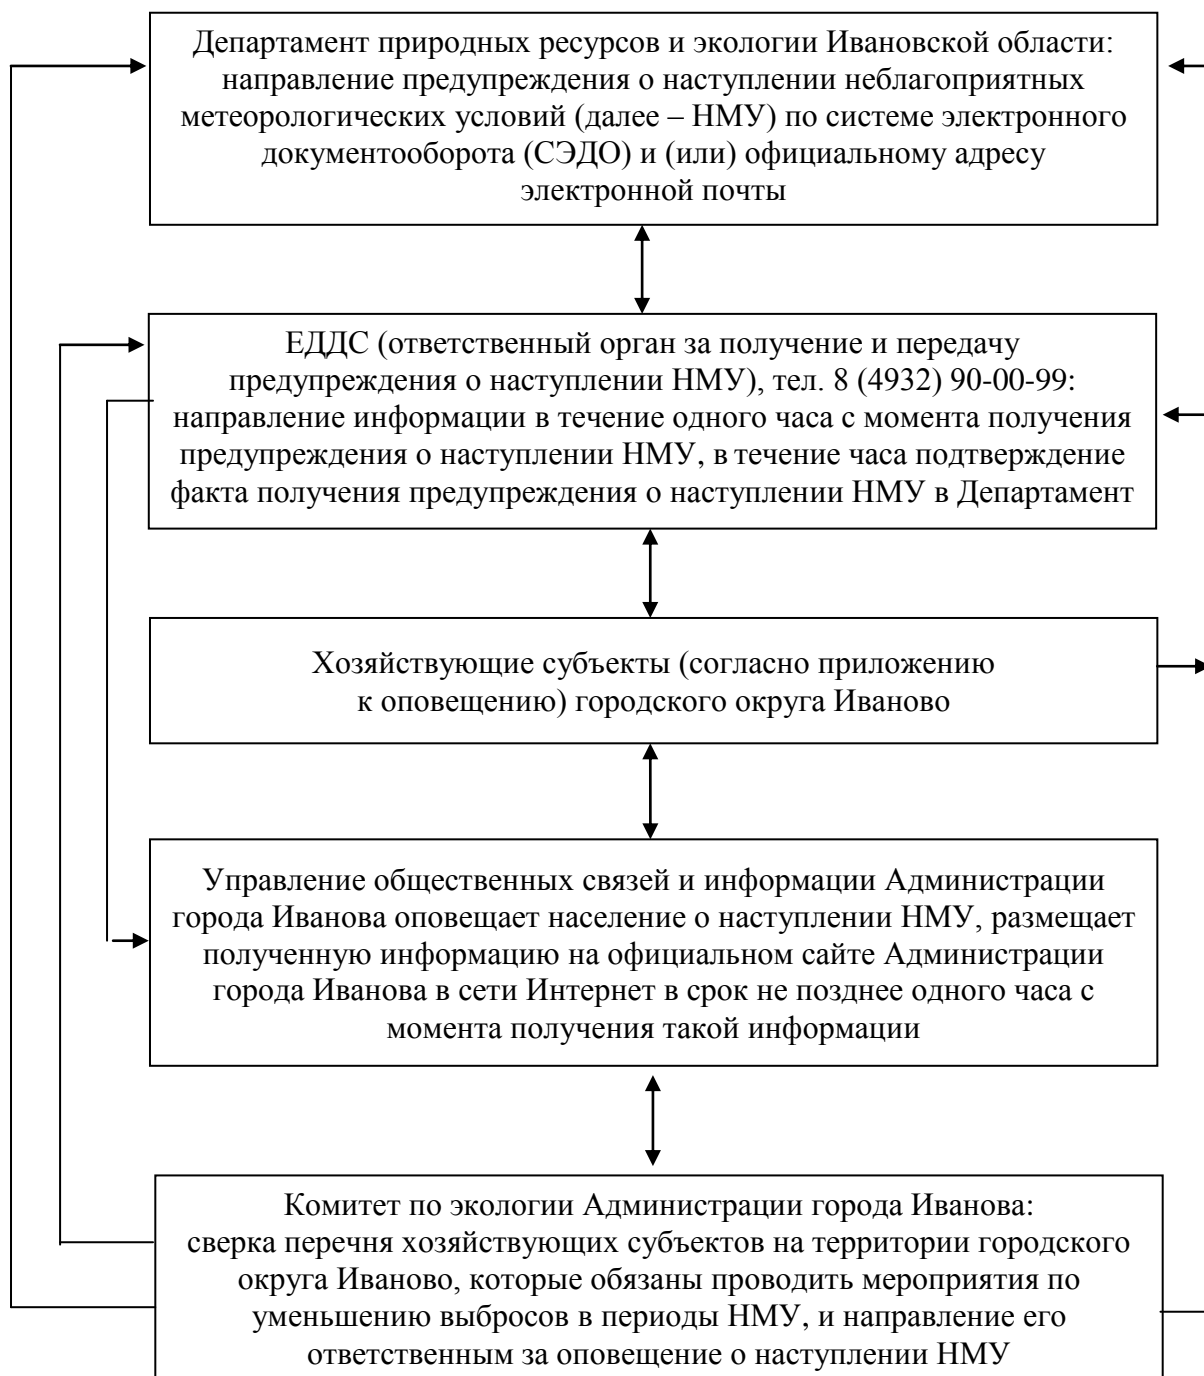 Департамент природных ресурсов и экологии Ивановской области:
направление предупреждения о наступлении неблагоприятных
метеорологических условий (далее – НМУ) по системе электронного
документооборота (СЭДО) и (или) официальному адресу
электронной почты
ЕДДС (ответственный орган за получение и передачу
предупреждения о наступлении НМУ), тел. 8 (4932) 90-00-99:
направление информации в течение одного часа с момента получения
предупреждения о наступлении НМУ, в течение часа подтверждение
факта получения предупреждения о наступлении НМУ в Департамент
Хозяйствующие субъекты (согласно приложению
к оповещению) городского округа Иваново
Управление общественных связей и информации Администрации
города Иванова оповещает население о наступлении НМУ, размещает
полученную информацию на официальном сайте Администрации
города Иванова в сети Интернет в срок не позднее одного часа с
момента получения такой информации
Комитет по экологии Администрации города Иванова:
сверка перечня хозяйствующих субъектов на территории городского
округа Иваново, которые обязаны проводить мероприятия по
уменьшению выбросов в периоды НМУ, и направление его
ответственным за оповещение о наступлении НМУ